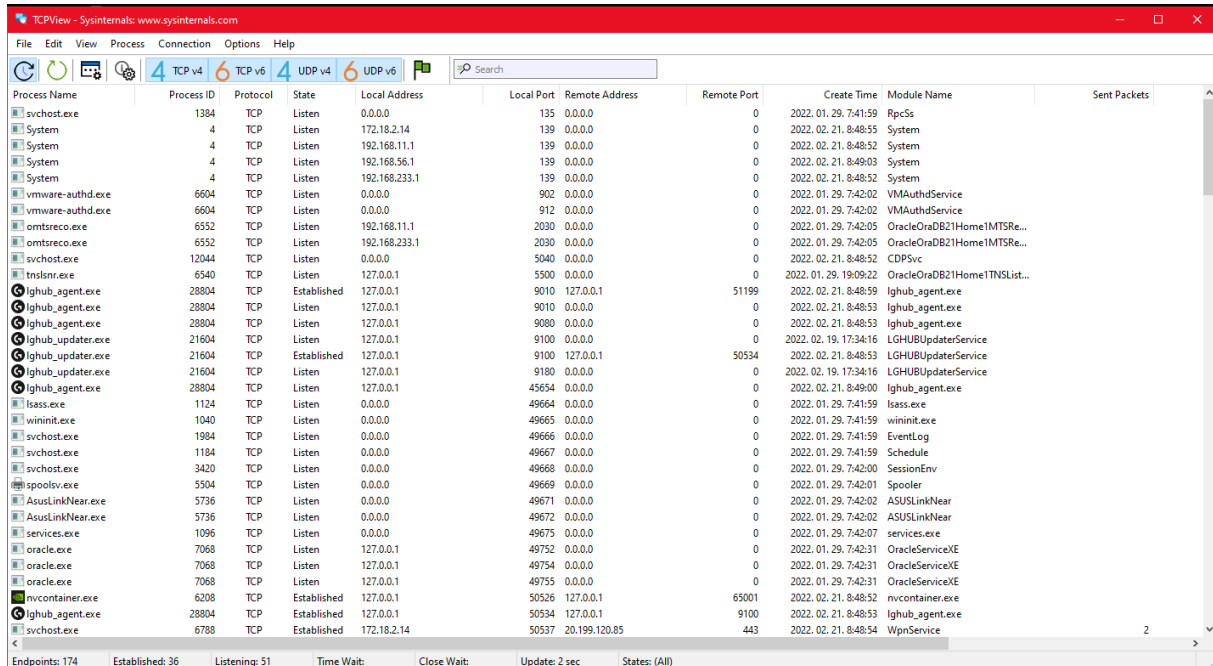 TCPView - Sysinternals: www.sysinternals.com
File Edit View Process Connection Options Help
4 TCP v4 6 TCP v6 4 UDP v4 6 UDP v6 Search
Process Name Process ID Protocol State Local Address Local Port Remote Address Remote Port Create Time Module Name Sent Packets
svchost.exe 1384 TCP Listen 0.0.0.0 135 0.0.0.0 0 2022. 01. 29. 7:41:59 RpcSs
System 4 TCP Listen 172.18.2.14 139 0.0.0.0 0 2022. 02. 21. 8:48:55 System
System 4 TCP Listen 192.168.11.1 139 0.0.0.0 0 2022. 02. 21. 8:48:52 System
System 4 TCP Listen 192.168.56.1 139 0.0.0.0 0 2022. 02. 21. 8:49:03 System
System 4 TCP Listen 192.168.233.1 139 0.0.0.0 0 2022. 02. 21. 8:48:52 System
vmware-authd.exe 6604 TCP Listen 0.0.0.0 902 0.0.0.0 0 2022. 01. 29. 7:42:02 VMAuthdService
vmware-authd.exe 6604 TCP Listen 0.0.0.0 912 0.0.0.0 0 2022. 01. 29. 7:42:02 VMAuthdService
omtsreco.exe 6552 TCP Listen 192.168.11.1 2030 0.0.0.0 0 2022. 01. 29. 7:42:05 OracleOraDB21Home1MTSRe...
omtsreco.exe 6552 TCP Listen 192.168.233.1 2030 0.0.0.0 0 2022. 01. 29. 7:42:05 OracleOraDB21Home1MTSRe...
svchost.exe 12044 TCP Listen 0.0.0.0 5040 0.0.0.0 0 2022. 02. 21. 8:48:52 CDPSvc
tnslsnr.exe 6540 TCP Listen 127.0.0.1 5500 0.0.0.0 0 2022. 01. 29. 19:09:22 OracleOraDB21Home1TNSList...
lghub_agent.exe 28804 TCP Established 127.0.0.1 9010 127.0.0.1 51199 2022. 02. 21. 8:48:59 lghub_agent.exe
lghub_agent.exe 28804 TCP Listen 127.0.0.1 9010 0.0.0.0 0 2022. 02. 21. 8:48:53 lghub_agent.exe
lghub_agent.exe 28804 TCP Listen 127.0.0.1 9080 0.0.0.0 0 2022. 02. 21. 8:48:53 lghub_agent.exe
lghub_updater.exe 21604 TCP Listen 127.0.0.1 9100 0.0.0.0 0 2022. 02. 19. 17:34:16 LGHUBUpdaterService
lghub_updater.exe 21604 TCP Established 127.0.0.1 9100 127.0.0.1 50534 2022. 02. 21. 8:48:53 LGHUBUpdaterService
lghub_updater.exe 21604 TCP Listen 127.0.0.1 9180 0.0.0.0 0 2022. 02. 19. 17:34:16 LGHUBUpdaterService
lghub_agent.exe 28804 TCP Listen 127.0.0.1 45654 0.0.0.0 0 2022. 02. 21. 8:49:00 lghub_agent.exe
lsass.exe 1124 TCP Listen 0.0.0.0 49664 0.0.0.0 0 2022. 01. 29. 7:41:59 lsass.exe
wininit.exe 1040 TCP Listen 0.0.0.0 49665 0.0.0.0 0 2022. 01. 29. 7:41:59 wininit.exe
svchost.exe 1984 TCP Listen 0.0.0.0 49666 0.0.0.0 0 2022. 01. 29. 7:41:59 EventLog
svchost.exe 1184 TCP Listen 0.0.0.0 49667 0.0.0.0 0 2022. 01. 29. 7:41:59 Schedule
svchost.exe 3420 TCP Listen 0.0.0.0 49668 0.0.0.0 0 2022. 01. 29. 7:42:00 SessionEnv
spoolsv.exe 5504 TCP Listen 0.0.0.0 49669 0.0.0.0 0 2022. 01. 29. 7:42:01 Spooler
AsusLinkNear.exe 5736 TCP Listen 0.0.0.0 49671 0.0.0.0 0 2022. 01. 29. 7:42:02 ASUSLinkNear
AsusLinkNear.exe 5736 TCP Listen 0.0.0.0 49672 0.0.0.0 0 2022. 01. 29. 7:42:02 ASUSLinkNear
services.exe 1096 TCP Listen 0.0.0.0 49675 0.0.0.0 0 2022. 01. 29. 7:42:07 services.exe
oracle.exe 7068 TCP Listen 127.0.0.1 49752 0.0.0.0 0 2022. 01. 29. 7:42:31 OracleServiceXE
oracle.exe 7068 TCP Listen 127.0.0.1 49754 0.0.0.0 0 2022. 01. 29. 7:42:31 OracleServiceXE
oracle.exe 7068 TCP Listen 127.0.0.1 49755 0.0.0.0 0 2022. 01. 29. 7:42:31 OracleServiceXE
nvcontainer.exe 6208 TCP Established 127.0.0.1 50526 127.0.0.1 65001 2022. 02. 21. 8:48:52 nvcontainer.exe
lghub_agent.exe 28804 TCP Established 127.0.0.1 50534 127.0.0.1 9100 2022. 02. 21. 8:48:53 lghub_agent.exe
svchost.exe 6788 TCP Established 172.18.2.14 50537 20.199.120.85 443 2022. 02. 21. 8:48:54 WpnService 2
Endpoints: 174 Established: 36 Listening: 51 Time Wait: Close Wait: Update: 2 sec States: (All)